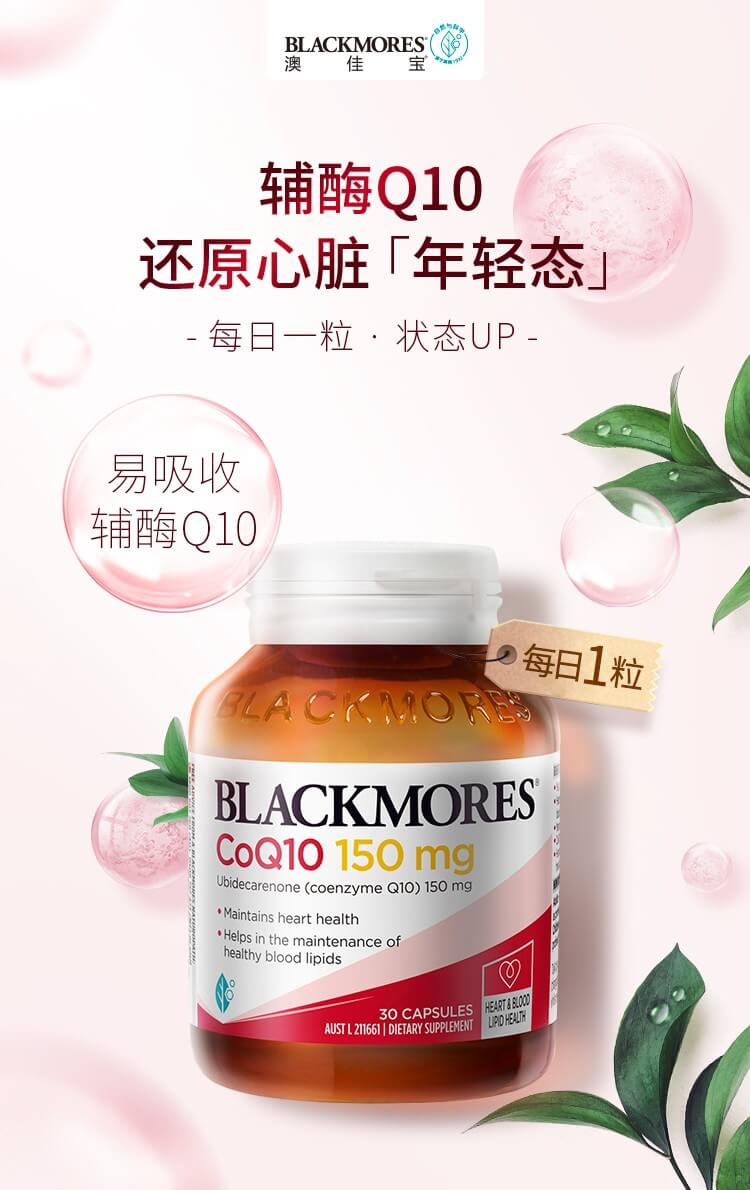 BLACKMORES®
澳佳宝
辅酶Q10
还原心脏「年轻态」
- 每日一粒 · 状态UP -
易吸收
辅酶Q10
每日1粒
BLACKMORES
BLACKMORES®
CoQ10 150 mg
Ubidecarenone (coenzyme Q10) 150 mg
• Maintains heart health
• Helps in the maintenance of
healthy blood lipids
30 CAPSULES
AUST L 211661 | DIETARY SUPPLEMENT
HEART & BLOOD
LIPID HEALTH